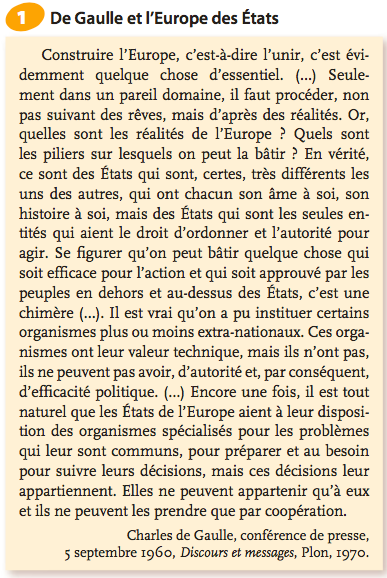 1 De Gaulle et l’Europe des États
Construire l’Europe, c’est-à-dire l’unir, c’est évi-
demment quelque chose d’essentiel. (...) Seule-
ment dans un pareil domaine, il faut procéder, non
pas suivant des rêves, mais d’après des réalités. Or,
quelles sont les réalités de l’Europe ? Quels sont
les piliers sur lesquels on peut la bâtir ? En vérité,
ce sont des États qui sont, certes, très différents les
uns des autres, qui ont chacun son âme à soi, son
histoire à soi, mais des États qui sont les seules en-
tités qui aient le droit d’ordonner et l’autorité pour
agir. Se figurer qu’on peut bâtir quelque chose qui
soit efficace pour l’action et qui soit approuvé par les
peuples en dehors et au-dessus des États, c’est une
chimère (...). Il est vrai qu’on a pu instituer certains
organismes plus ou moins extra-nationaux. Ces orga-
nismes ont leur valeur technique, mais ils n’ont pas,
ils ne peuvent pas avoir, d’autorité et, par conséquent,
d’efficacité politique. (...) Encore une fois, il est tout
naturel que les États de l’Europe aient à leur disposi-
tion des organismes spécialisés pour les problèmes
qui leur sont communs, pour préparer et au besoin
pour suivre leurs décisions, mais ces décisions leur
appartiennent. Elles ne peuvent appartenir qu’à eux
et ils ne peuvent les prendre que par coopération.
Charles de Gaulle, conférence de presse,
5 septembre 1960, Discours et messages, Plon, 1970.